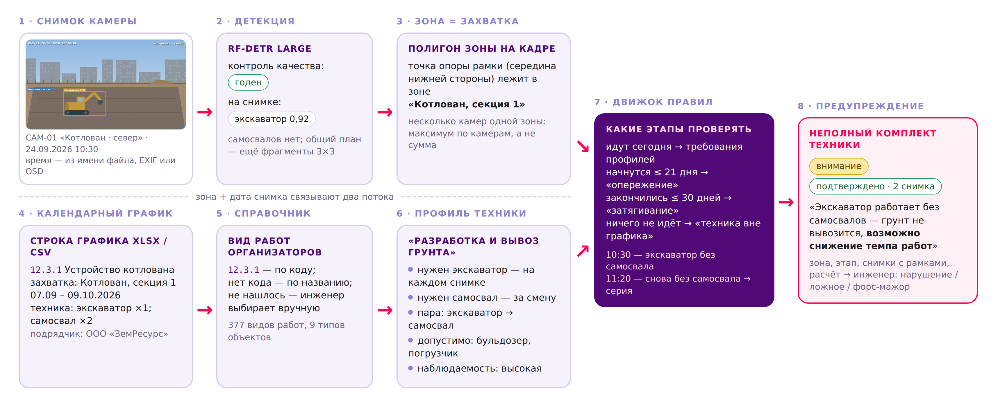 1 · СНИМОК КАМЕРЫ
CAM-01 24.09.2026 10:30:00
Котлован · север
Котлован, секция 1
Экскаватор 0.92
CAM-01 «Котлован · север» ·
24.09.2026 10:30
время — из имени файла, EXIF или
OSD
2 · ДЕТЕКЦИЯ
RF-DETR LARGE
контроль качества:
годен
на снимке:
экскаватор 0,92
самосвалов нет; общий план
— ещё фрагменты 3×3
3 · ЗОНА = ЗАХВАТКА
ПОЛИГОН ЗОНЫ НА КАДРЕ
точка опоры рамки (середина
нижней стороны) лежит в
зоне
«Котлован, секция 1»
несколько камер одной зоны:
максимум по камерам, а не
сумма
зона + дата снимка связывают два потока
4 · КАЛЕНДАРНЫЙ ГРАФИК
СТРОКА ГРАФИКА XLSX /
CSV
12.3.1 Устройство котлована
захватка: Котлован, секция 1
07.09 – 09.10.2026
техника: экскаватор ×1;
самосвал ×2
подрядчик: ООО «ЗемРесурс»
5 · СПРАВОЧНИК
ВИД РАБОТ
ОРГАНИЗАТОРОВ
12.3.1 — по коду;
нет кода — по названию;
не нашлось — инженер
выбирает вручную
377 видов работ, 9 типов
объектов
6 · ПРОФИЛЬ ТЕХНИКИ
«РАЗРАБОТКА И ВЫВОЗ
ГРУНТА»
● нужен экскаватор — на
каждом снимке
● нужен самосвал — за смену
● пара: экскаватор →
самосвал
● допустимо: бульдозер,
погрузчик
● наблюдаемость: высокая
7 · ДВИЖОК ПРАВИЛ
КАКИЕ ЭТАПЫ ПРОВЕРЯТЬ
идут сегодня → требования
профилей
начнутся ≤ 21 дня →
«опережение»
закончились ≤ 30 дней →
«затягивание»
ничего не идёт → «техника вне
графика»
10:30 — экскаватор без
самосвала
11:20 — снова без самосвала →
серия
8 · ПРЕДУПРЕЖДЕНИЕ
НЕПОЛНЫЙ КОМПЛЕКТ
ТЕХНИКИ
внимание
подтверждено · 2 снимка
«Экскаватор работает без
самосвалов — грунт не
вывозится, возможно
снижение темпа работ»
зона, этап, снимки с рамками,
расчёт → инженер: нарушение /
ложное / форс-мажор